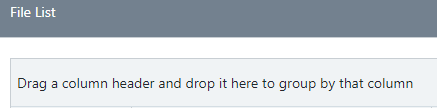 File List
Drag a column header and drop it here to group by that column